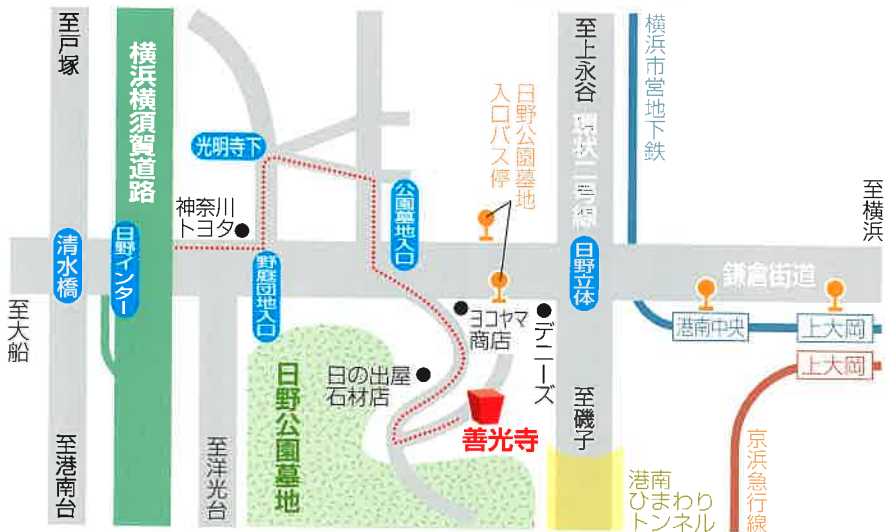 至戸塚
横浜横須賀道路
光明寺下
神奈川
トヨタ
公園墓地入口
日野公園墓地
入口バス停
至上永谷
環状二号線
横浜市営地下鉄
至横浜
清水橋
日野インター
野庭団地入口
日野立体
鎌倉街道
至大船
ヨコヤマ
商店
デニーズ
港南中央
上大岡
上大岡
日野公園墓地
日の出屋
石材店
善光寺
至磯子
至港南台
至洋光台
港南
ひまわり
トンネル
京浜急行線